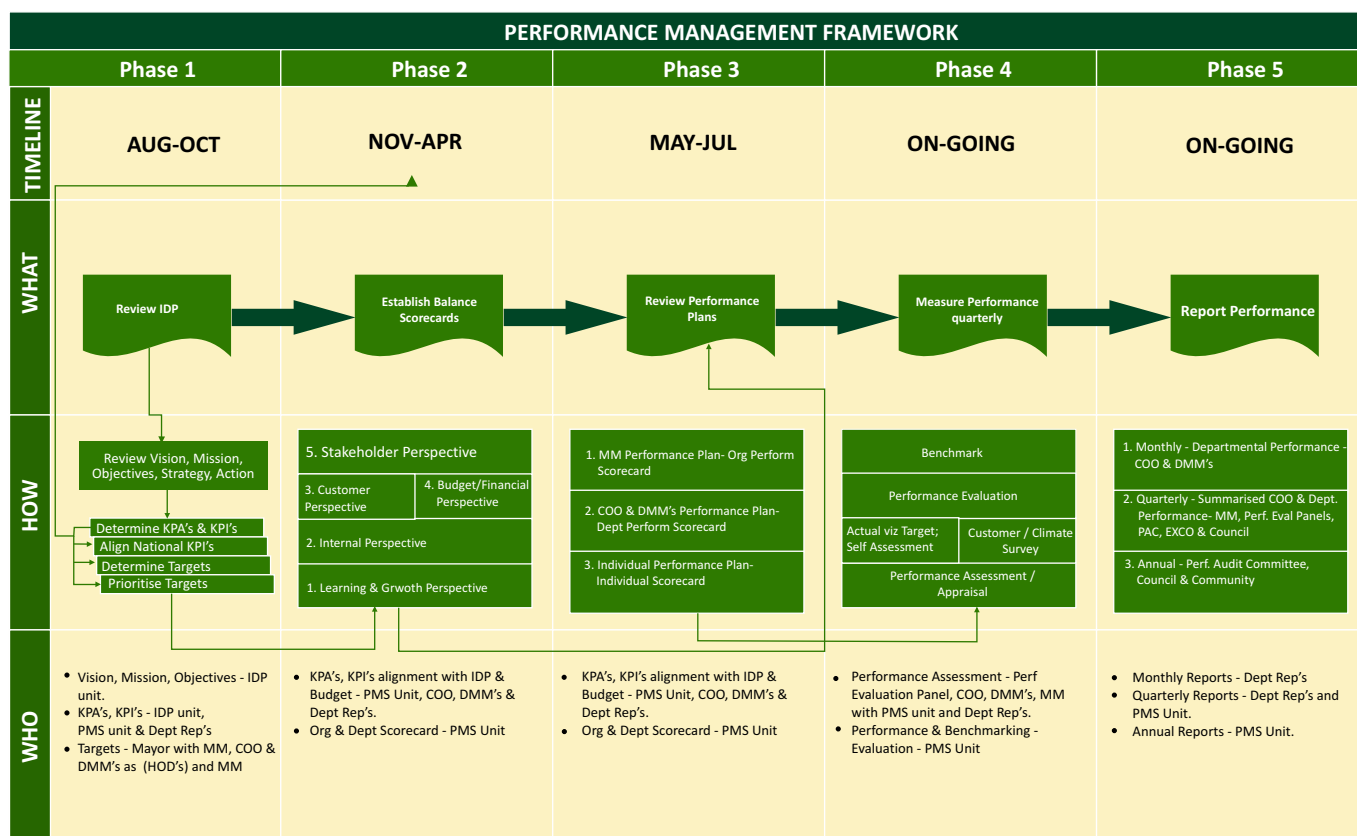 PERFORMANCE MANAGEMENT FRAMEWORK
Phase 1
Phase 2
Phase 3
Phase 4
Phase 5
TIMELINE
AUG-OCT
NOV-APR
MAY-JUL
ON-GOING
ON-GOING
WHAT
Review IDP
Establish Balance
Scorecards
Review Performance
Plans
Measure Performance
quarterly
Report Performance
HOW
Review Vision, Mission,
Objectives, Strategy, Action
Determine KPA's & KPI's
Align National KPI's
Determine Targets
Prioritise Targets
5. Stakeholder Perspective
3. Customer
Perspective
4. Budget/Financial
Perspective
2. Internal Perspective
1. Learning & Grwoth Perspective
1. MM Performance Plan- Org Perform
Scorecard
2. COO & DMM's Performance Plan-
Dept Perform Scorecard
3. Individual Performance Plan-
Individual Scorecard
Benchmark
Performance Evaluation
Actual viz Target;
Self Assessment
Customer / Climate
Survey
Performance Assessment /
Appraisal
1. Monthly - Departmental Performance -
COO & DMM's
2. Quarterly - Summarised COO & Dept.
Performance- MM, Perf. Eval Panels,
PAC, EXCO & Council
3. Annual - Perf. Audit Committee,
Council & Community
WHO
• Vision, Mission, Objectives - IDP
unit.
• KPA's, KPI's - IDP unit,
PMS unit & Dept Rep's
• Targets - Mayor with MM, COO &
DMM's as (HOD's) and MM
• KPA's, KPI's alignment with IDP &
Budget - PMS Unit, COO, DMM's &
Dept Rep's.
• Org & Dept Scorecard - PMS Unit
• KPA's, KPI's alignment with IDP &
Budget - PMS Unit, COO, DMM's &
Dept Rep's.
• Org & Dept Scorecard - PMS Unit
• Performance Assessment - Perf
Evaluation Panel, COO, DMM's, MM
with PMS unit and Dept Rep's.
• Performance & Benchmarking -
Evaluation - PMS Unit
• Monthly Reports - Dept Rep's
• Quarterly Reports - Dept Rep's and
PMS Unit.
• Annual Reports - PMS Unit.